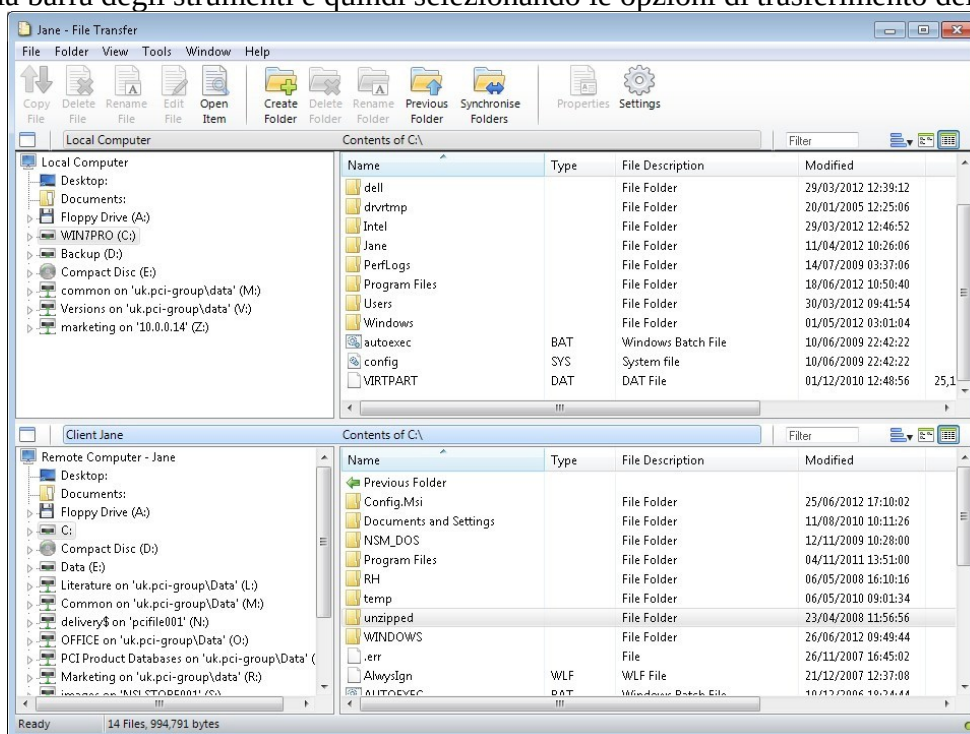 la barra degli strumenti e quindi selezionando le opzioni di trasferimento dei
Jane - File Transfer
File Folder View Tools Window Help
Copy File Delete File Rename File Edit File Open Item Create Folder Delete Folder Rename Folder Previous Folder Synchronise Folders Properties Settings
Local Computer Contents of C:\ Filter
Local Computer
Desktop:
Documents:
Floppy Drive (A:)
WIN7PRO (C:)
Backup (D:)
Compact Disc (E:)
common on 'uk.pci-group\data' (M:)
Versions on 'uk.pci-group\data' (V:)
marketing on '10.0.0.14' (Z:)
Name Type File Description Modified
dell File Folder 29/03/2012 12:39:12
drvrtmp File Folder 20/01/2005 12:25:06
Intel File Folder 29/03/2012 12:46:52
Jane File Folder 11/04/2012 10:26:06
PerfLogs File Folder 14/07/2009 03:37:06
Program Files File Folder 18/06/2012 10:50:40
Users File Folder 30/03/2012 09:41:54
Windows File Folder 01/05/2012 03:01:04
autoexec BAT Windows Batch File 10/06/2009 22:42:22
config SYS System file 10/06/2009 22:42:22
VIRTPART DAT DAT File 01/12/2010 12:48:56 25,1
Client Jane Contents of C:\ Filter
Remote Computer - Jane
Desktop:
Documents:
Floppy Drive (A:)
C:
Compact Disc (D:)
Data (E:)
Literature on 'uk.pci-group\Data' (L:)
Common on 'uk.pci-group\Data' (M:)
delivery$ on 'pcifile001' (N:)
OFFICE on 'uk.pci-group\Data' (O:)
PCI Product Databases on 'uk.pci-group\Data' (
Marketing on 'uk.pci-group\data' (R:)
images on 'NSLSTORE001' (S:)
Name Type File Description Modified
Previous Folder
Config.Msi File Folder 25/06/2012 17:10:02
Documents and Settings File Folder 11/08/2010 10:11:26
NSM_DOS File Folder 12/11/2009 10:28:00
Program Files File Folder 04/11/2011 13:51:00
RH File Folder 06/05/2008 16:10:16
temp File Folder 06/05/2010 09:01:34
unzipped File Folder 23/04/2008 11:56:56
WINDOWS File Folder 26/06/2012 09:49:44
.err File 26/11/2007 16:45:02
AlwysIgn WLF WLF File 21/12/2007 12:37:08
AUTOEXEC BAT Windows Batch File 19/12/2006 18:24:44
Ready 14 Files, 994,791 bytes